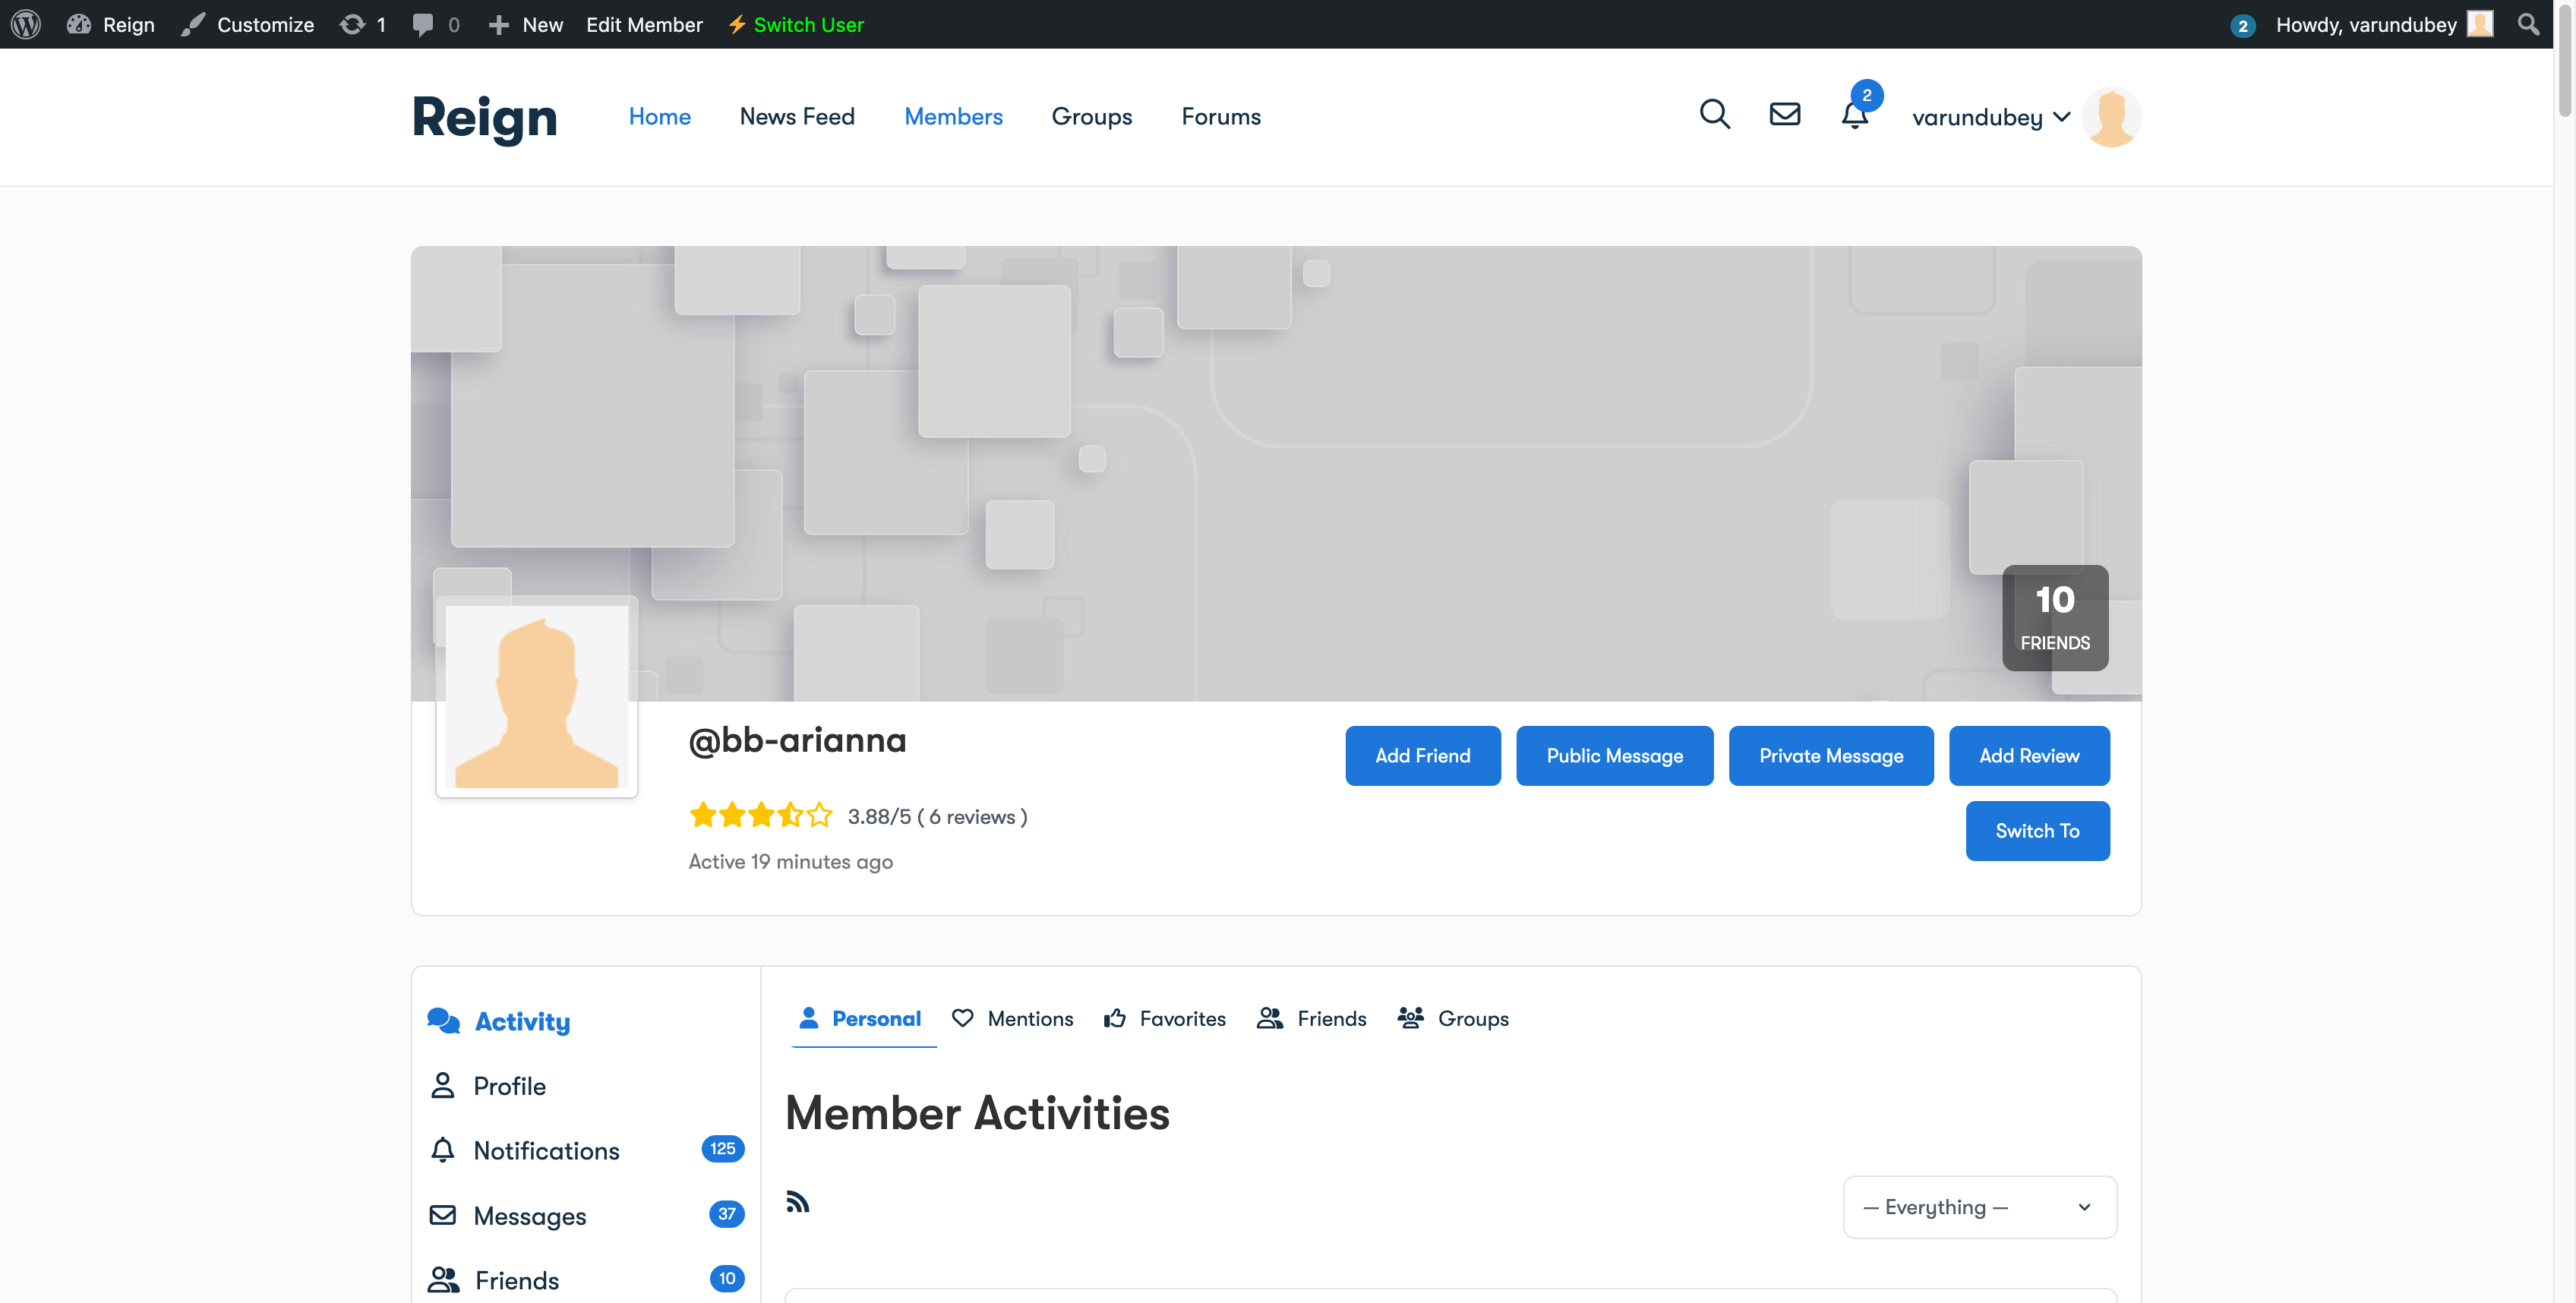 Reign Customize 1 0 New Edit Member Switch User 2 Howdy, varundubey
Reign Home News Feed Members Groups Forums 2 varundubey
10
FRIENDS
@bb-arianna
Add Friend Public Message Private Message Add Review
3.88/5 ( 6 reviews )
Switch To
Active 19 minutes ago
Activity
Personal Mentions Favorites Friends Groups
Profile
Member Activities
Notifications 125
Messages 37
— Everything —
Friends 10